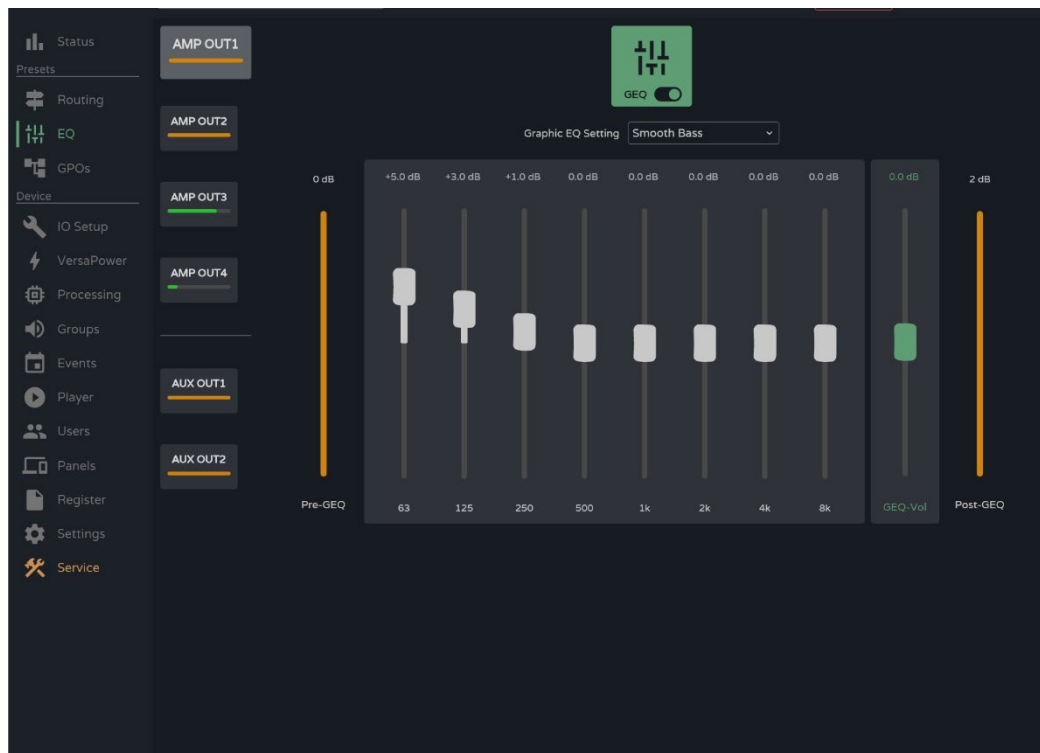 Status
Presets
Routing
EQ
GPOs
Device
IO Setup
VersaPower
Processing
Groups
Events
Player
Users
Panels
Register
Settings
Service
AMP OUT1
AMP OUT2
AMP OUT3
AMP OUT4
AUX OUT1
AUX OUT2
GEQ
Graphic EQ Setting Smooth Bass
0 dB +5.0 dB +3.0 dB +1.0 dB 0.0 dB 0.0 dB 0.0 dB 0.0 dB 0.0 dB 0.0 dB 2 dB
Pre-GEQ 63 125 250 500 1k 2k 4k 8k GEQ-Vol Post-GEQ